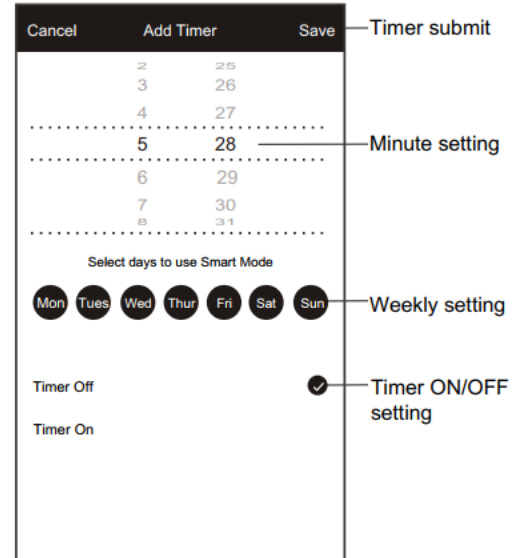 Cancel Add Timer Save Timer submit
2 25
3 26
4 27
5 28 Minute setting
6 29
7 30
8 31
Select days to use Smart Mode
Mon Tues Wed Thur Fri Sat Sun Weekly setting
Timer Off Timer ON/OFF
setting
Timer On